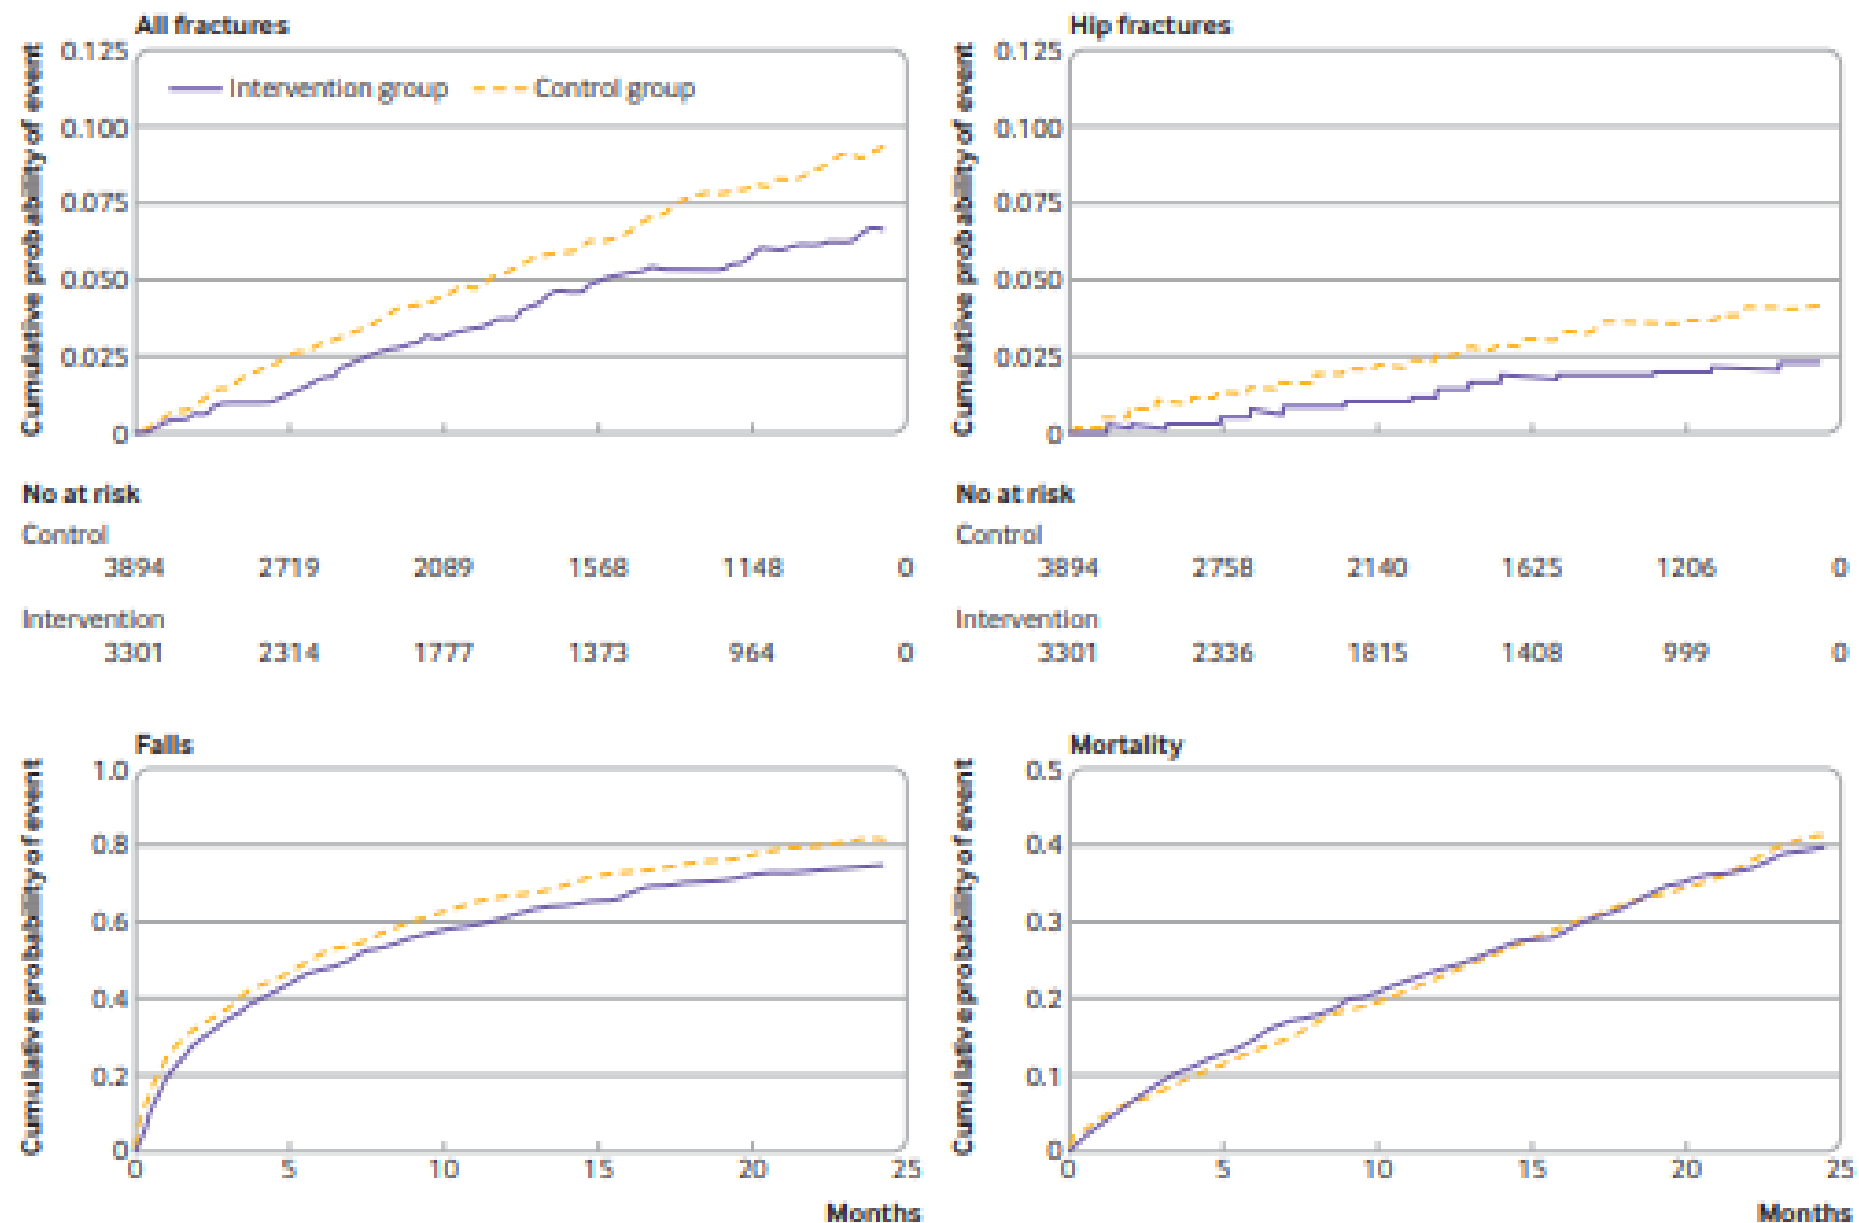 All fractures
Cumulative probability of event
0.125
0.100
0.075
0.050
0.025
0
Intervention group
Control group
No at risk
Control
3894 2719 2089 1568 1148 0
Intervention
3301 2314 1777 1373 964 0
Hip fractures
Cumulative probability of event
0.125
0.100
0.075
0.050
0.025
0
No at risk
Control
3894 2758 2140 1625 1206 0
Intervention
3301 2336 1815 1408 999 0
Falls
Cumulative probability of event
1.0
0.8
0.6
0.4
0.2
0
0 5 10 15 20 25
Months
Mortality
Cumulative probability of event
0.5
0.4
0.3
0.2
0.1
0
0 5 10 15 20 25
Months